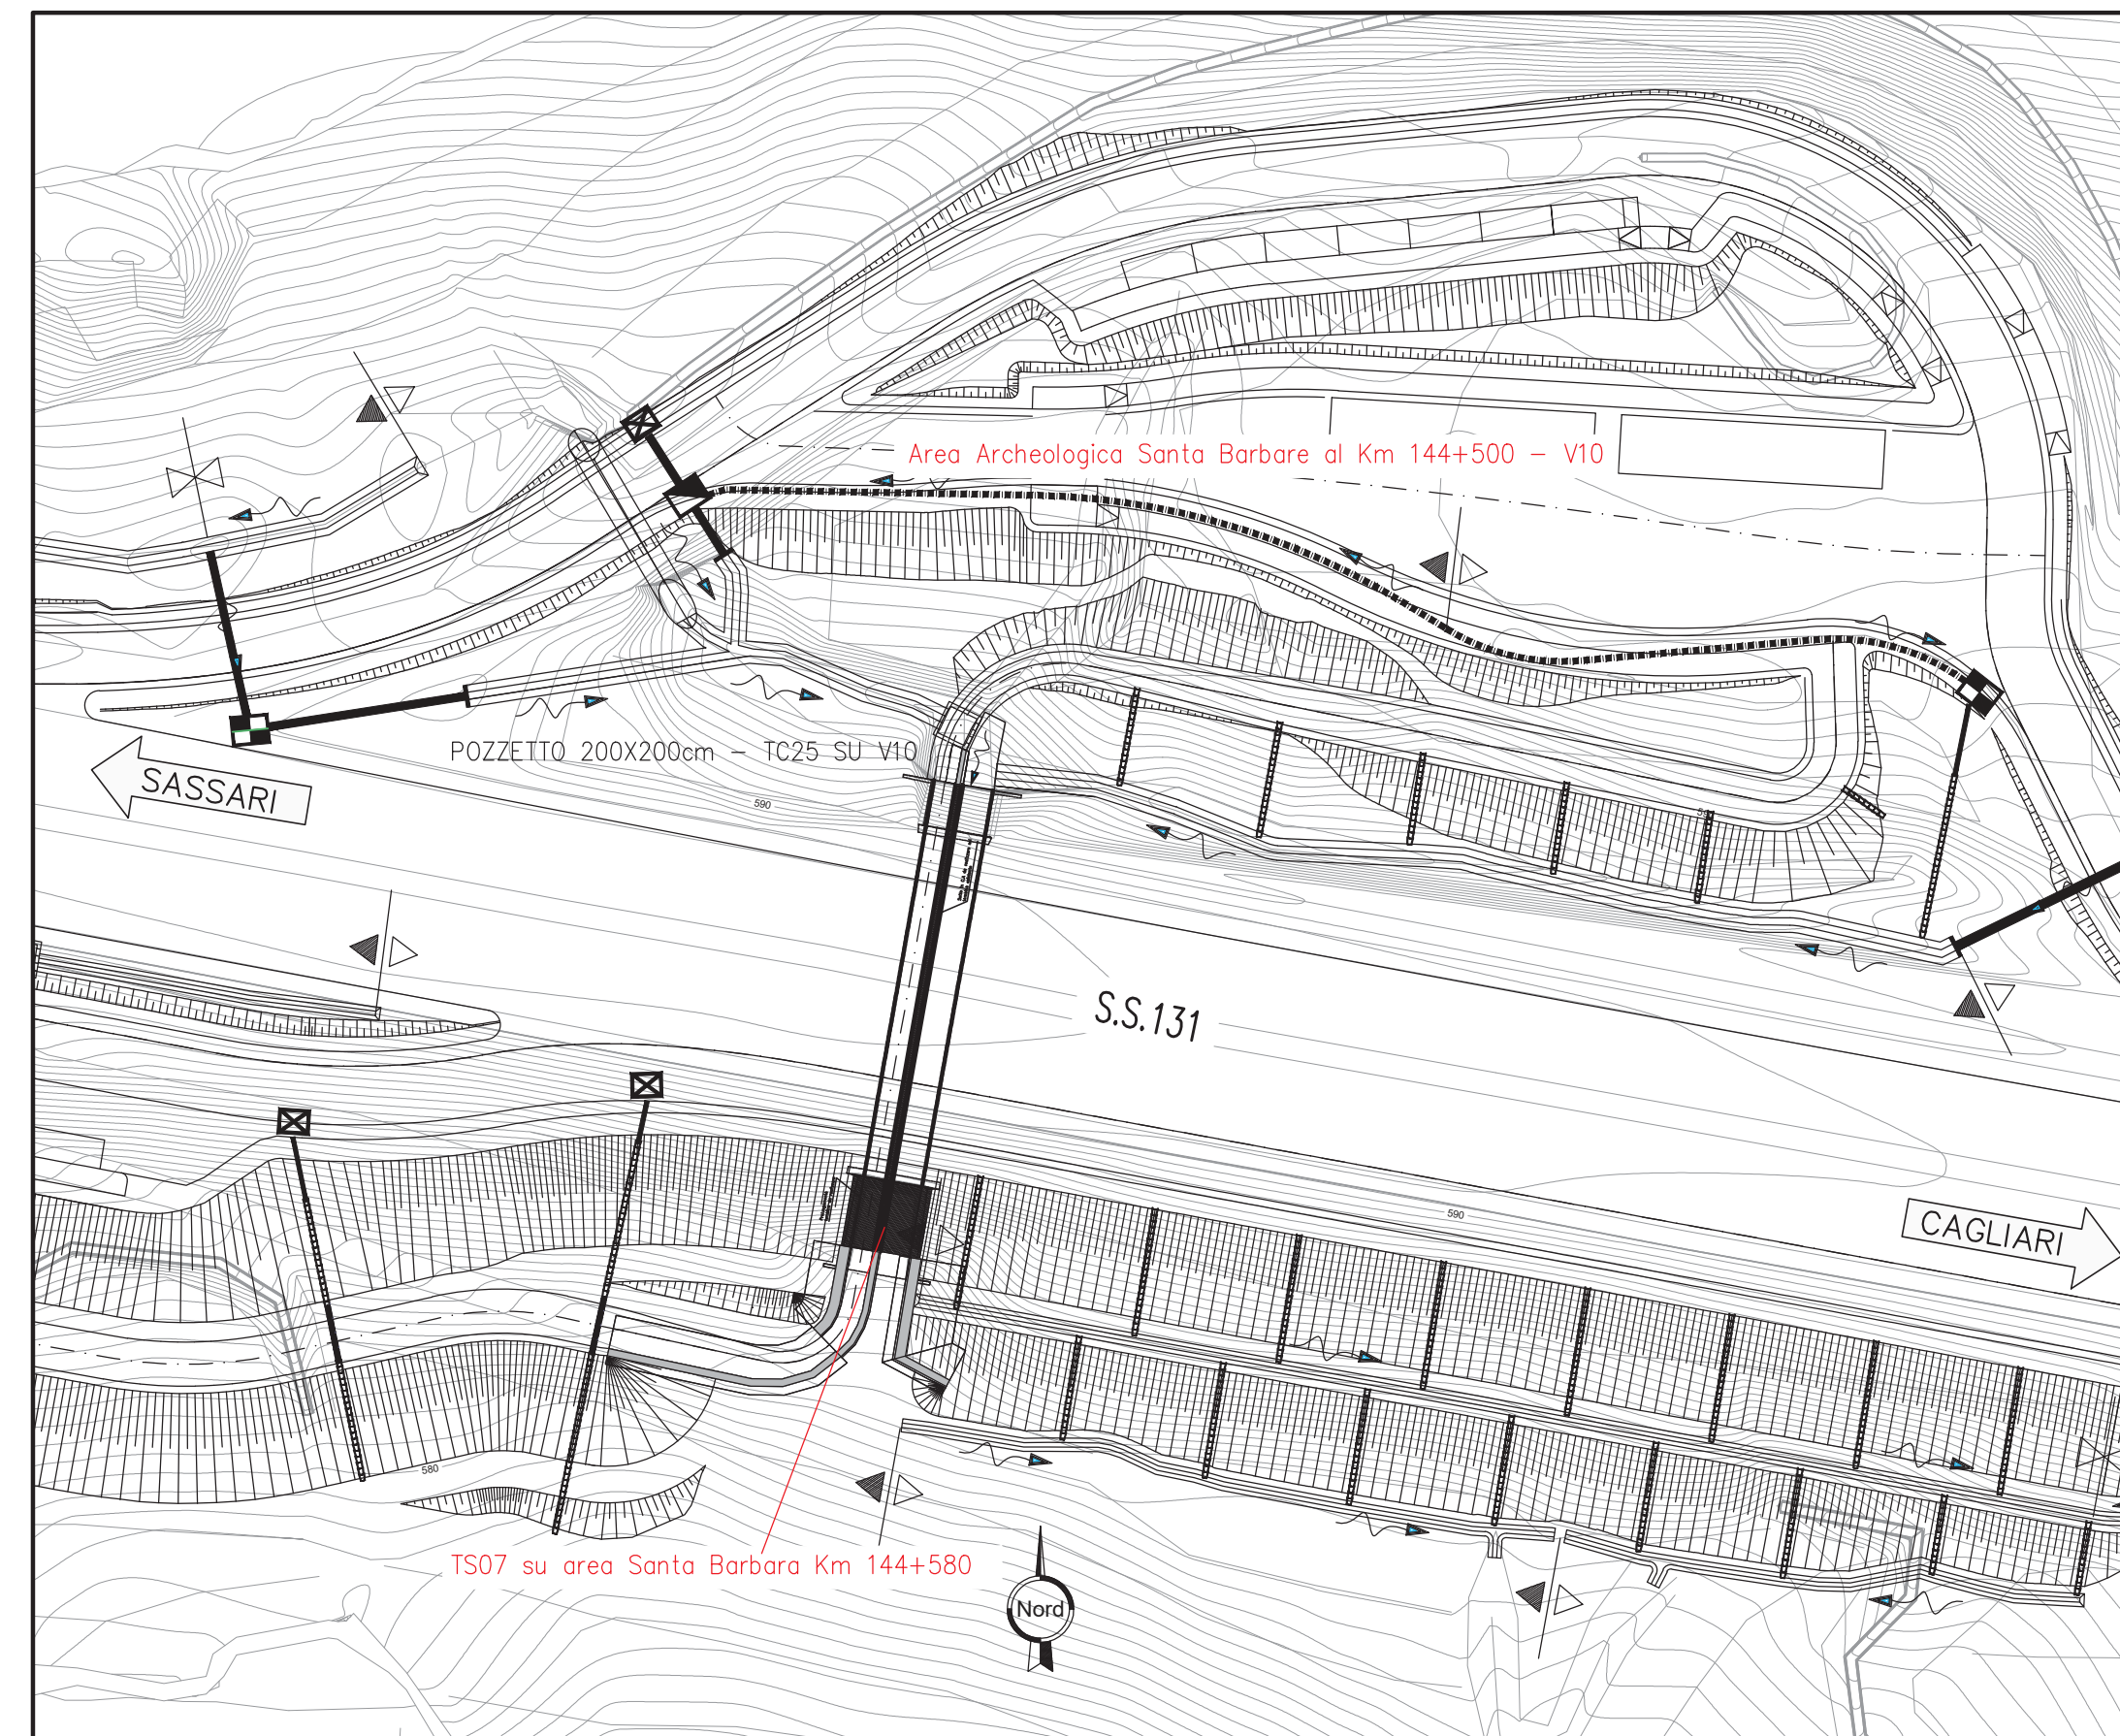 Area Archeologica Santa Barbare al Km 144+500 – V10
POZZETTO 200X200cm – TC25 SU V10
SASSARI
590
S.S.131
590
CAGLIARI
580
TS07 su area Santa Barbara Km 144+580
Nord